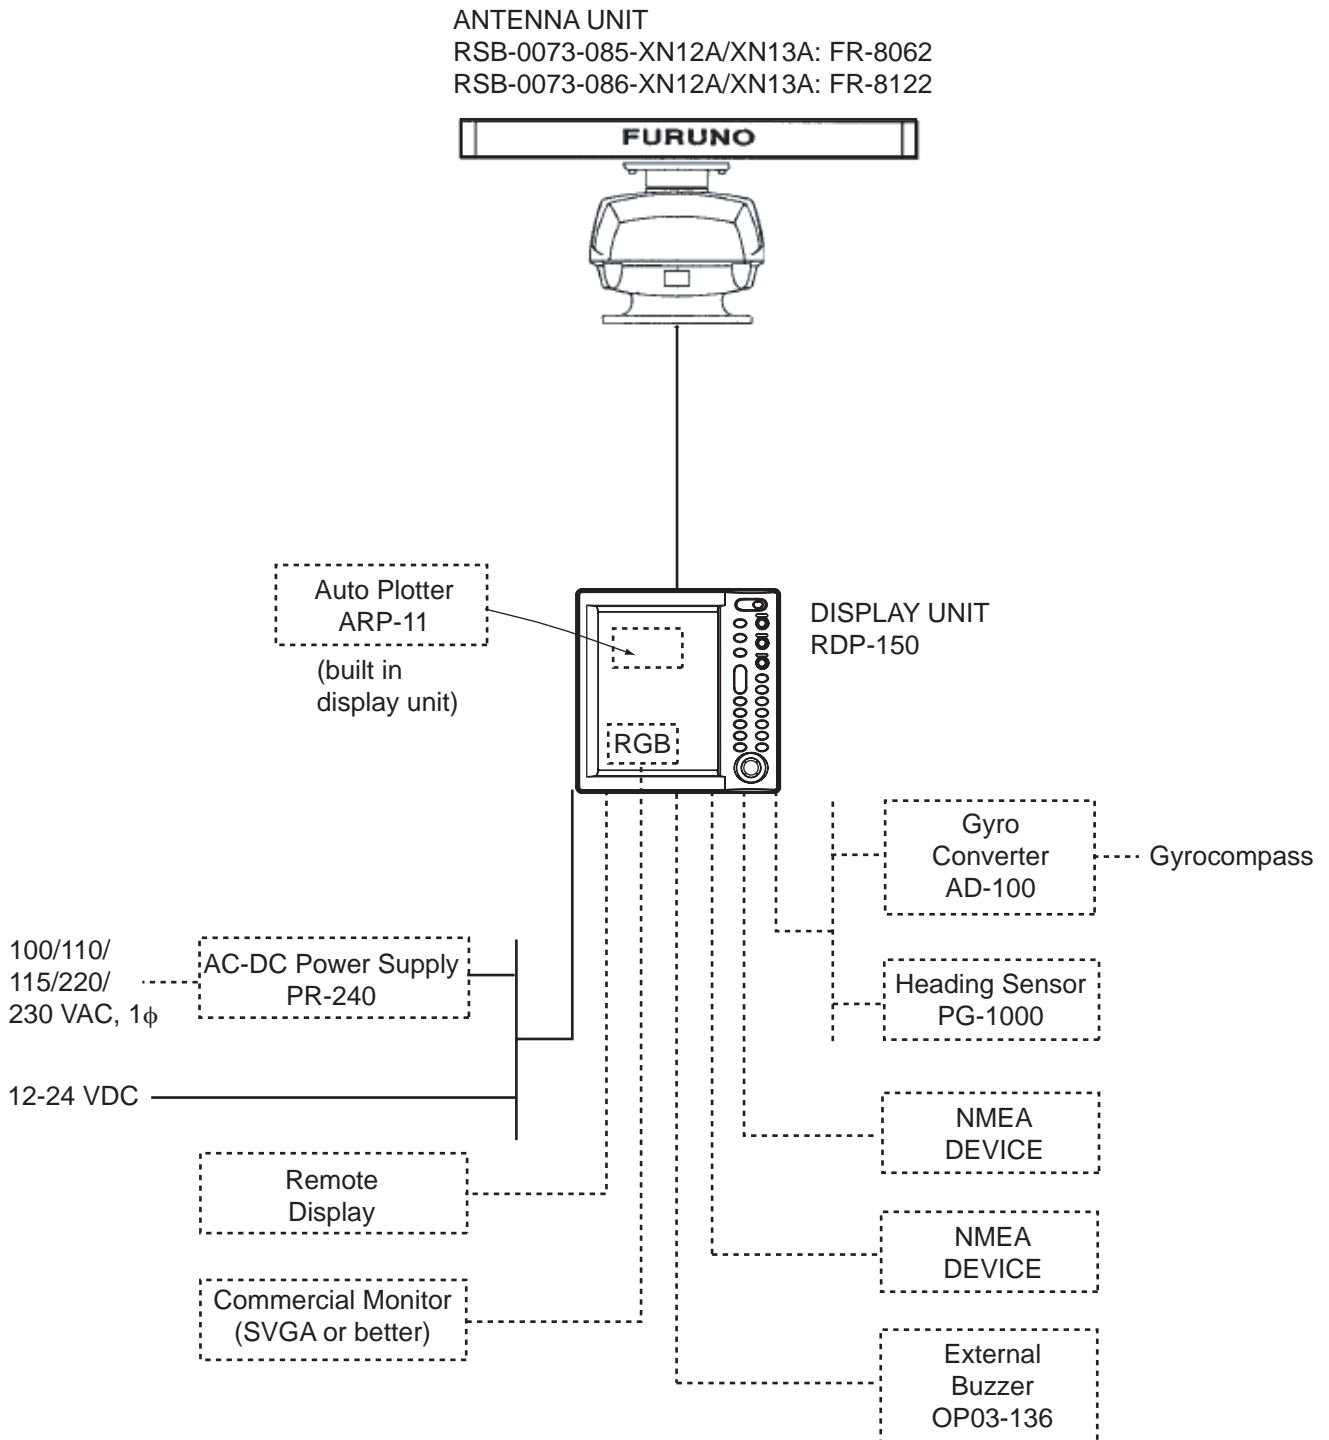 ANTENNA UNIT
RSB-0073-085-XN12A/XN13A: FR-8062
RSB-0073-086-XN12A/XN13A: FR-8122
FURUNO
Auto Plotter
ARP-11
(built in
display unit)
DISPLAY UNIT
RDP-150
RGB
Gyro
Converter
AD-100
Gyrocompass
100/110/
115/220/
230 VAC, 1ϕ
AC-DC Power Supply
PR-240
Heading Sensor
PG-1000
12-24 VDC
NMEA
DEVICE
Remote
Display
NMEA
DEVICE
Commercial Monitor
(SVGA or better)
External
Buzzer
OP03-136